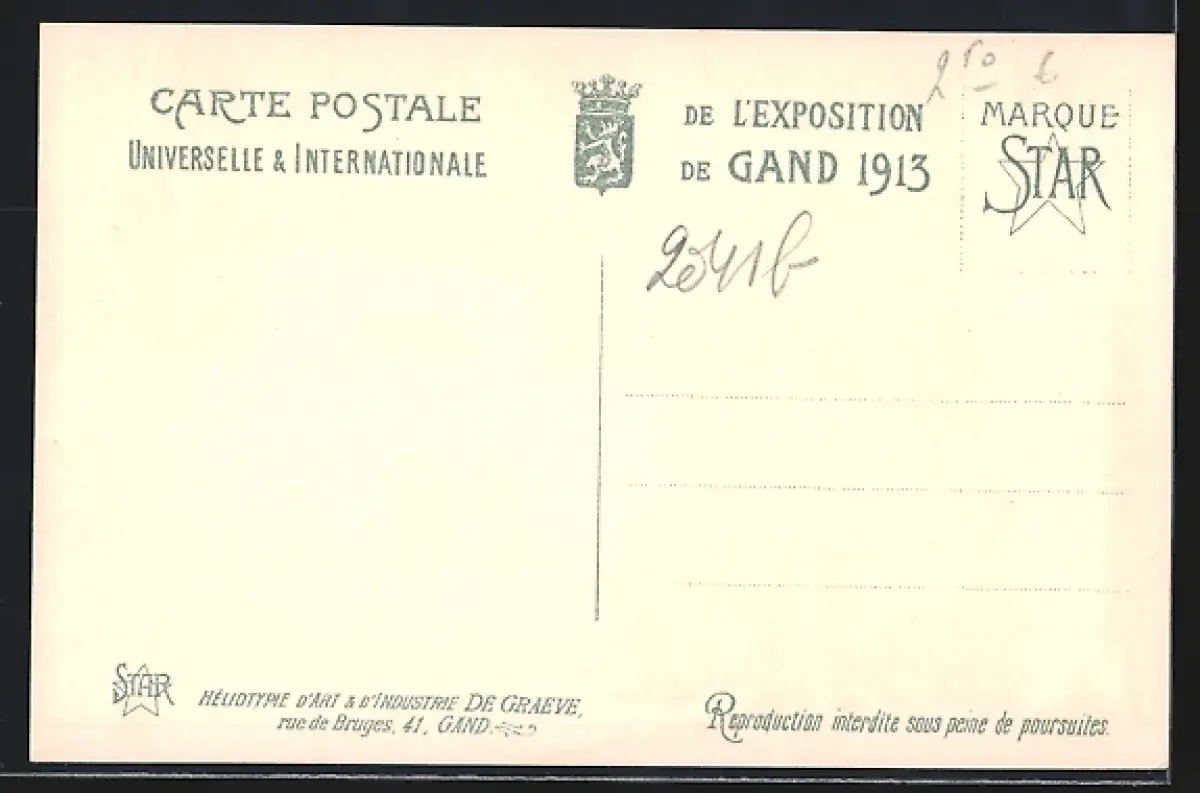 CARTE POSTALE
UNIVERSELLE & INTERNATIONALE
DE L'EXPOSITION
DE GAND 1913
MARQUE
STAR
STAR
HÉLIOTYPIE D'ART & D'INDUSTRIE DE GRAEVE,
rue de Bruges, 41, GAND.
Reproduction interdite sous peine de poursuites.